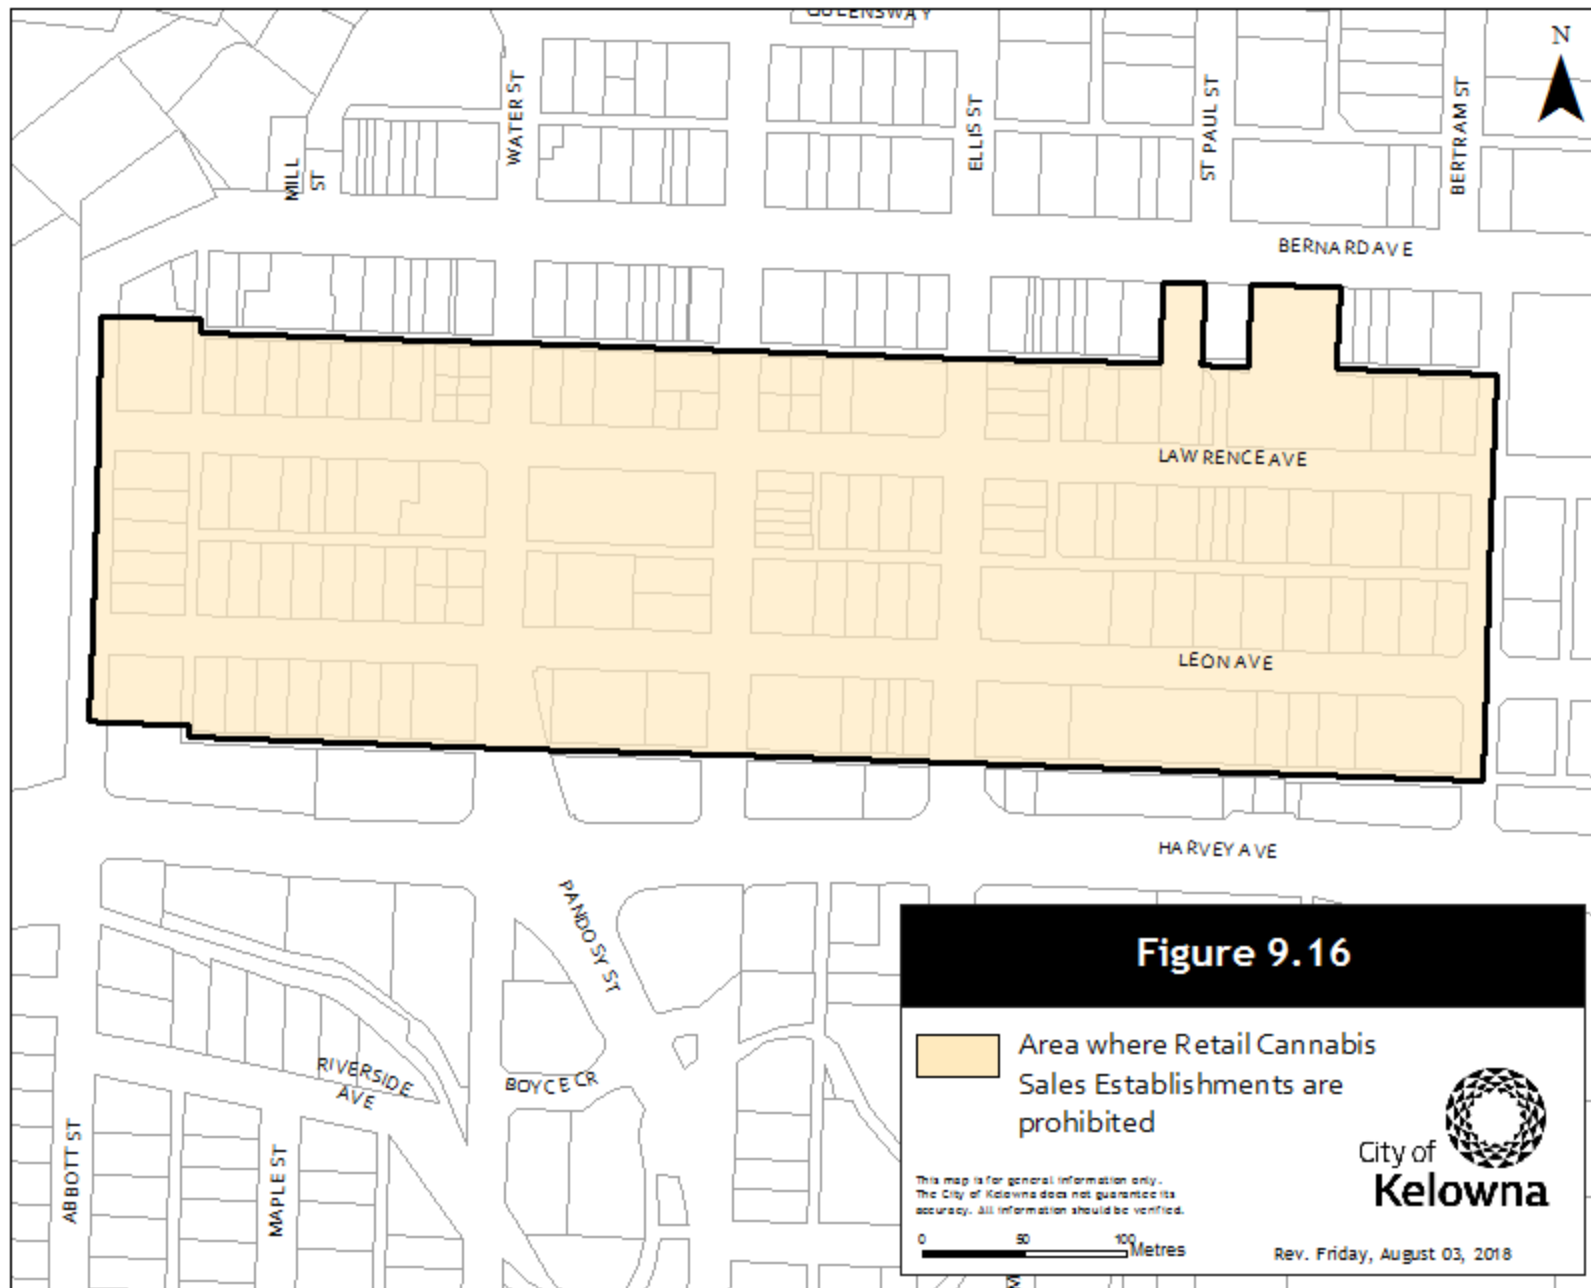 QUEENSWAY
N
WATER ST
ELLIS ST
ST PAUL ST
BERTRAM ST
MILL
ST
BERNARD AVE
LAWRENCE AVE
LEON AVE
HARVEY AVE
PANDOSY ST
RIVERSIDE
AVE
BOYCE CR
ABBOTT ST
MAPLE ST
Figure 9.16
Area where Retail Cannabis
Sales Establishments are
prohibited
City of
Kelowna
This map is for general information only.
The City of Kelowna does not guarantee its
accuracy. All information should be verified.
0 50 100 Metres
Rev. Friday, August 03, 2018